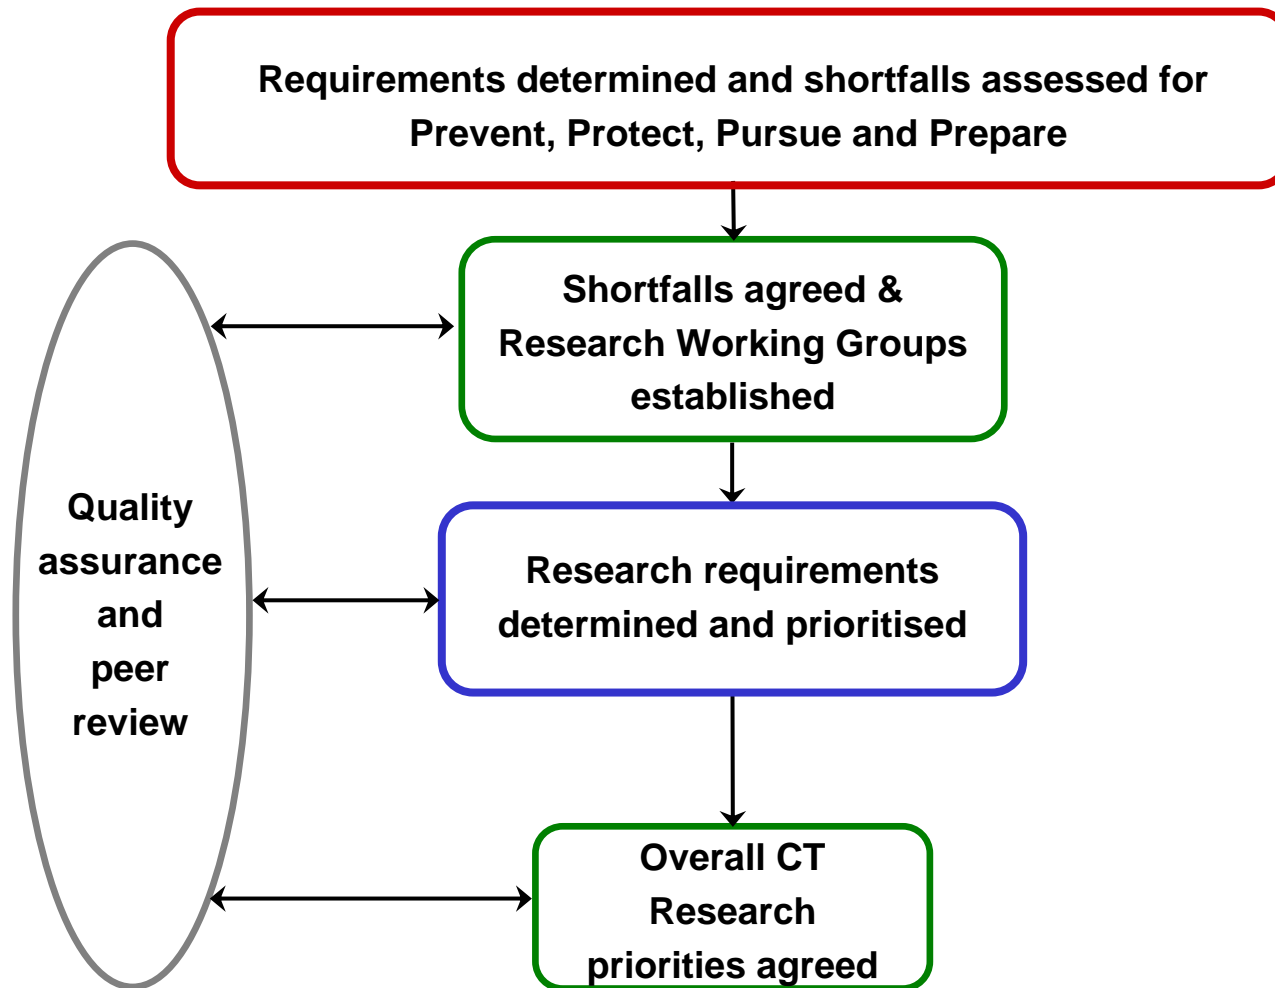 Requirements determined and shortfalls assessed for
Prevent, Protect, Pursue and Prepare
Shortfalls agreed &
Research Working Groups
established
Quality
assurance
and
peer
review
Research requirements
determined and prioritised
Overall CT
Research
priorities agreed